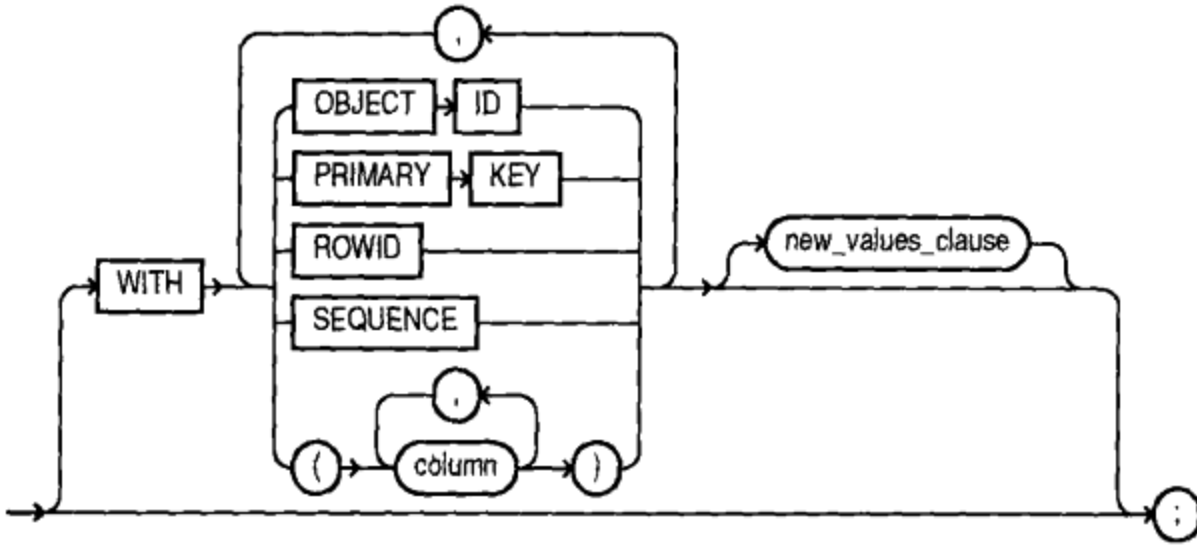 ,
OBJECT ID
PRIMARY KEY
new_values_clause
ROWID
WITH
SEQUENCE
,
( column )
;